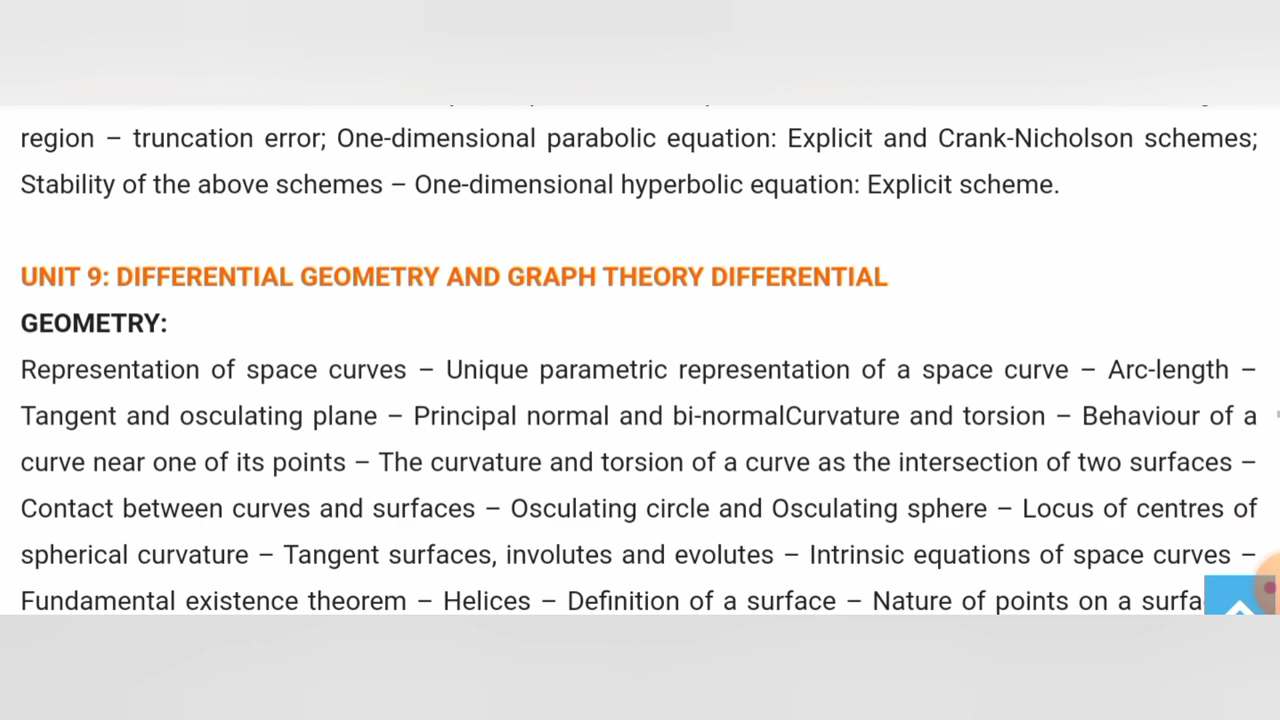 region – truncation error; One-dimensional parabolic equation: Explicit and Crank-Nicholson schemes;
Stability of the above schemes – One-dimensional hyperbolic equation: Explicit scheme.
UNIT 9: DIFFERENTIAL GEOMETRY AND GRAPH THEORY DIFFERENTIAL
GEOMETRY:
Representation of space curves – Unique parametric representation of a space curve – Arc-length –
Tangent and osculating plane – Principal normal and bi-normalCurvature and torsion – Behaviour of a
curve near one of its points – The curvature and torsion of a curve as the intersection of two surfaces –
Contact between curves and surfaces – Osculating circle and Osculating sphere – Locus of centres of
spherical curvature – Tangent surfaces, involutes and evolutes – Intrinsic equations of space curves –
Fundamental existence theorem – Helices – Definition of a surface – Nature of points on a surfa